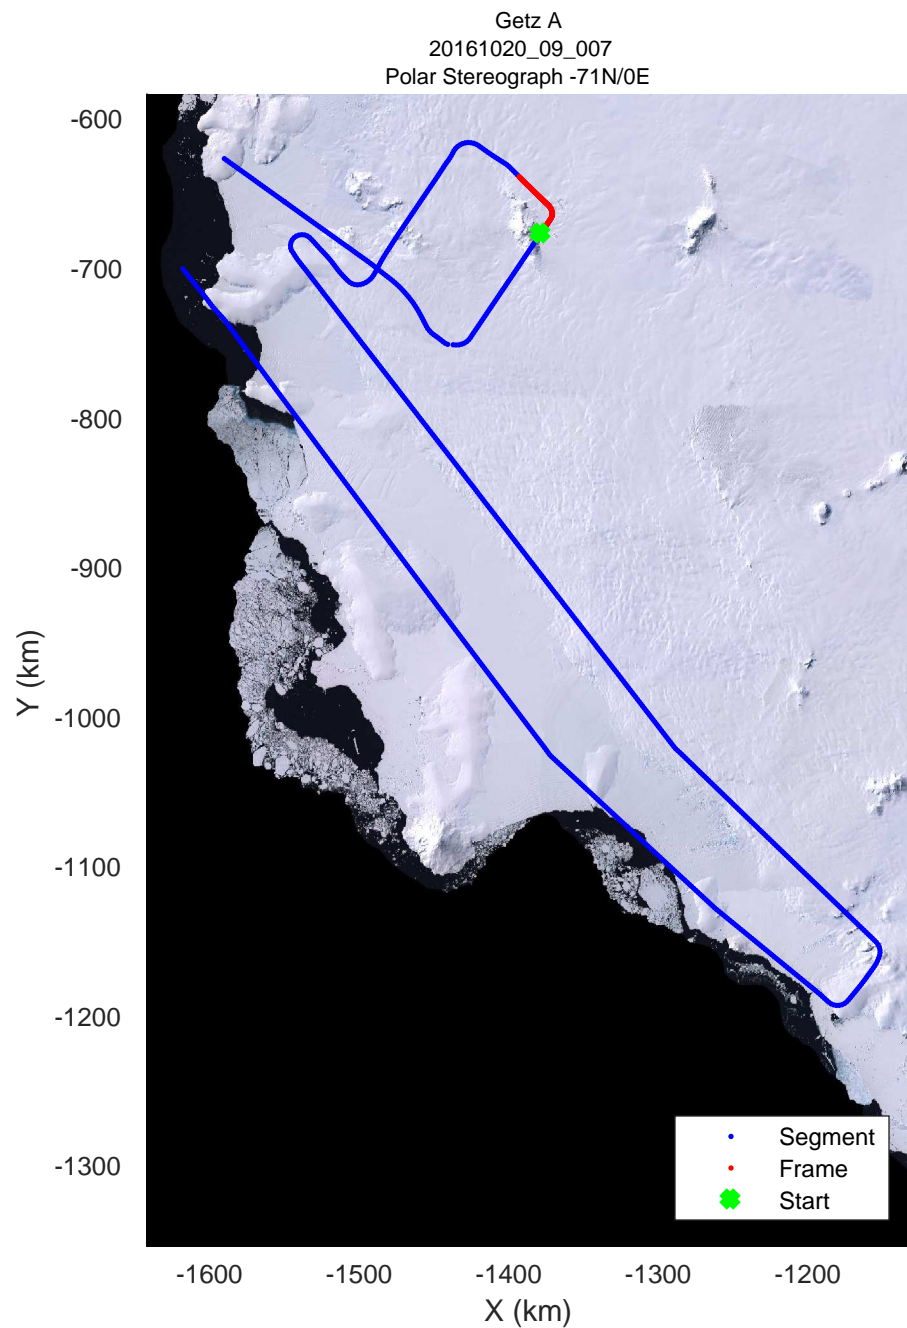 Getz A
20161020_09_007
Polar Stereograph -71N/0E
-600
-700
-800
-900
-1000
-1100
-1200
-1300
Y (km)
Segment
Frame
Start
-1600 -1500 -1400 -1300 -1200
X (km)